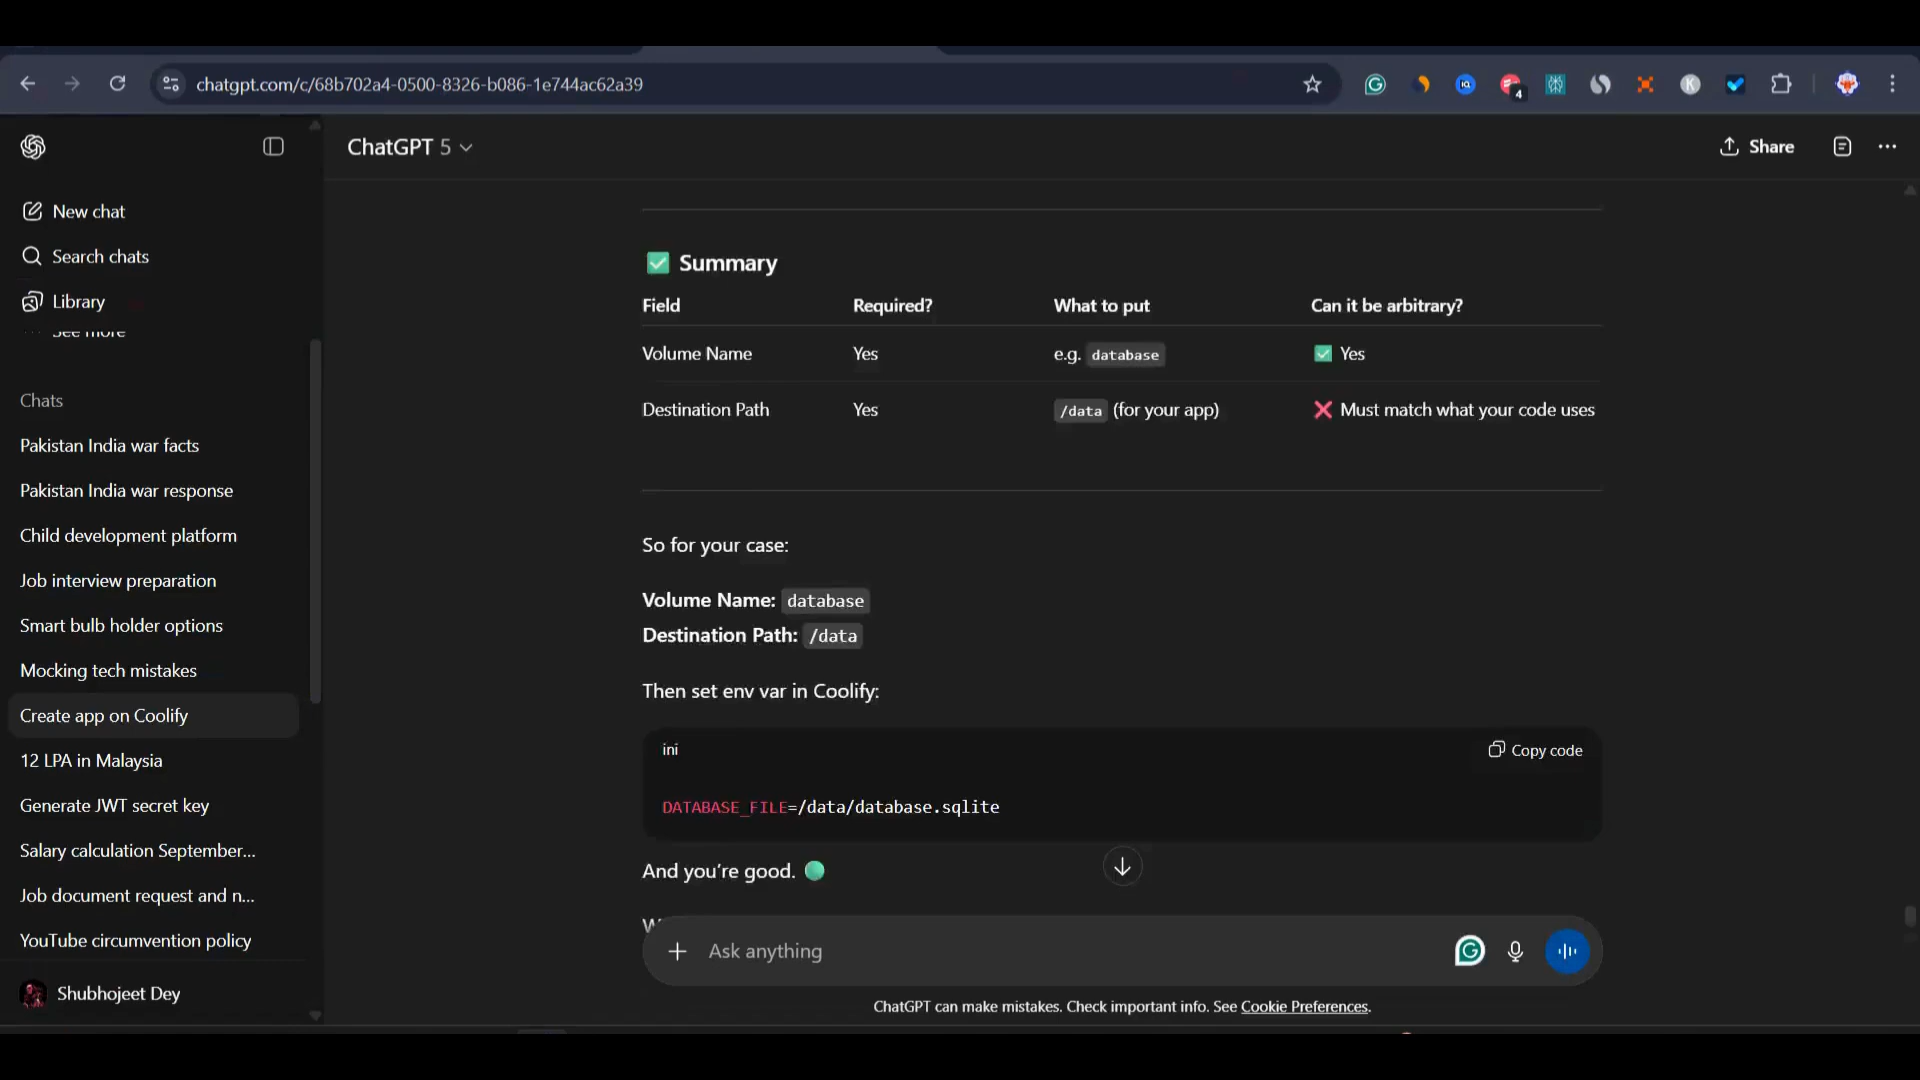 chatgpt.com/c/68b702a4-0500-8326-b086-1e744ac62a39
4
ChatGPT 5
Share
New chat
Search chats
Library
See more
Chats
Pakistan India war facts
Pakistan India war response
Child development platform
Job interview preparation
Smart bulb holder options
Mocking tech mistakes
Create app on Coolify
12 LPA in Malaysia
Generate JWT secret key
Salary calculation September...
Job document request and n...
YouTube circumvention policy
Shubhojeet Dey
✅ Summary
Field Required? What to put Can it be arbitrary?
Volume Name Yes e.g. database ✅ Yes
Destination Path Yes /data (for your app) ❌ Must match what your code uses
So for your case:
Volume Name: database
Destination Path: /data
Then set env var in Coolify:
ini Copy code
DATABASE_FILE=/data/database.sqlite
And you’re good. 🟢
Ask anything
ChatGPT can make mistakes. Check important info. See Cookie Preferences.